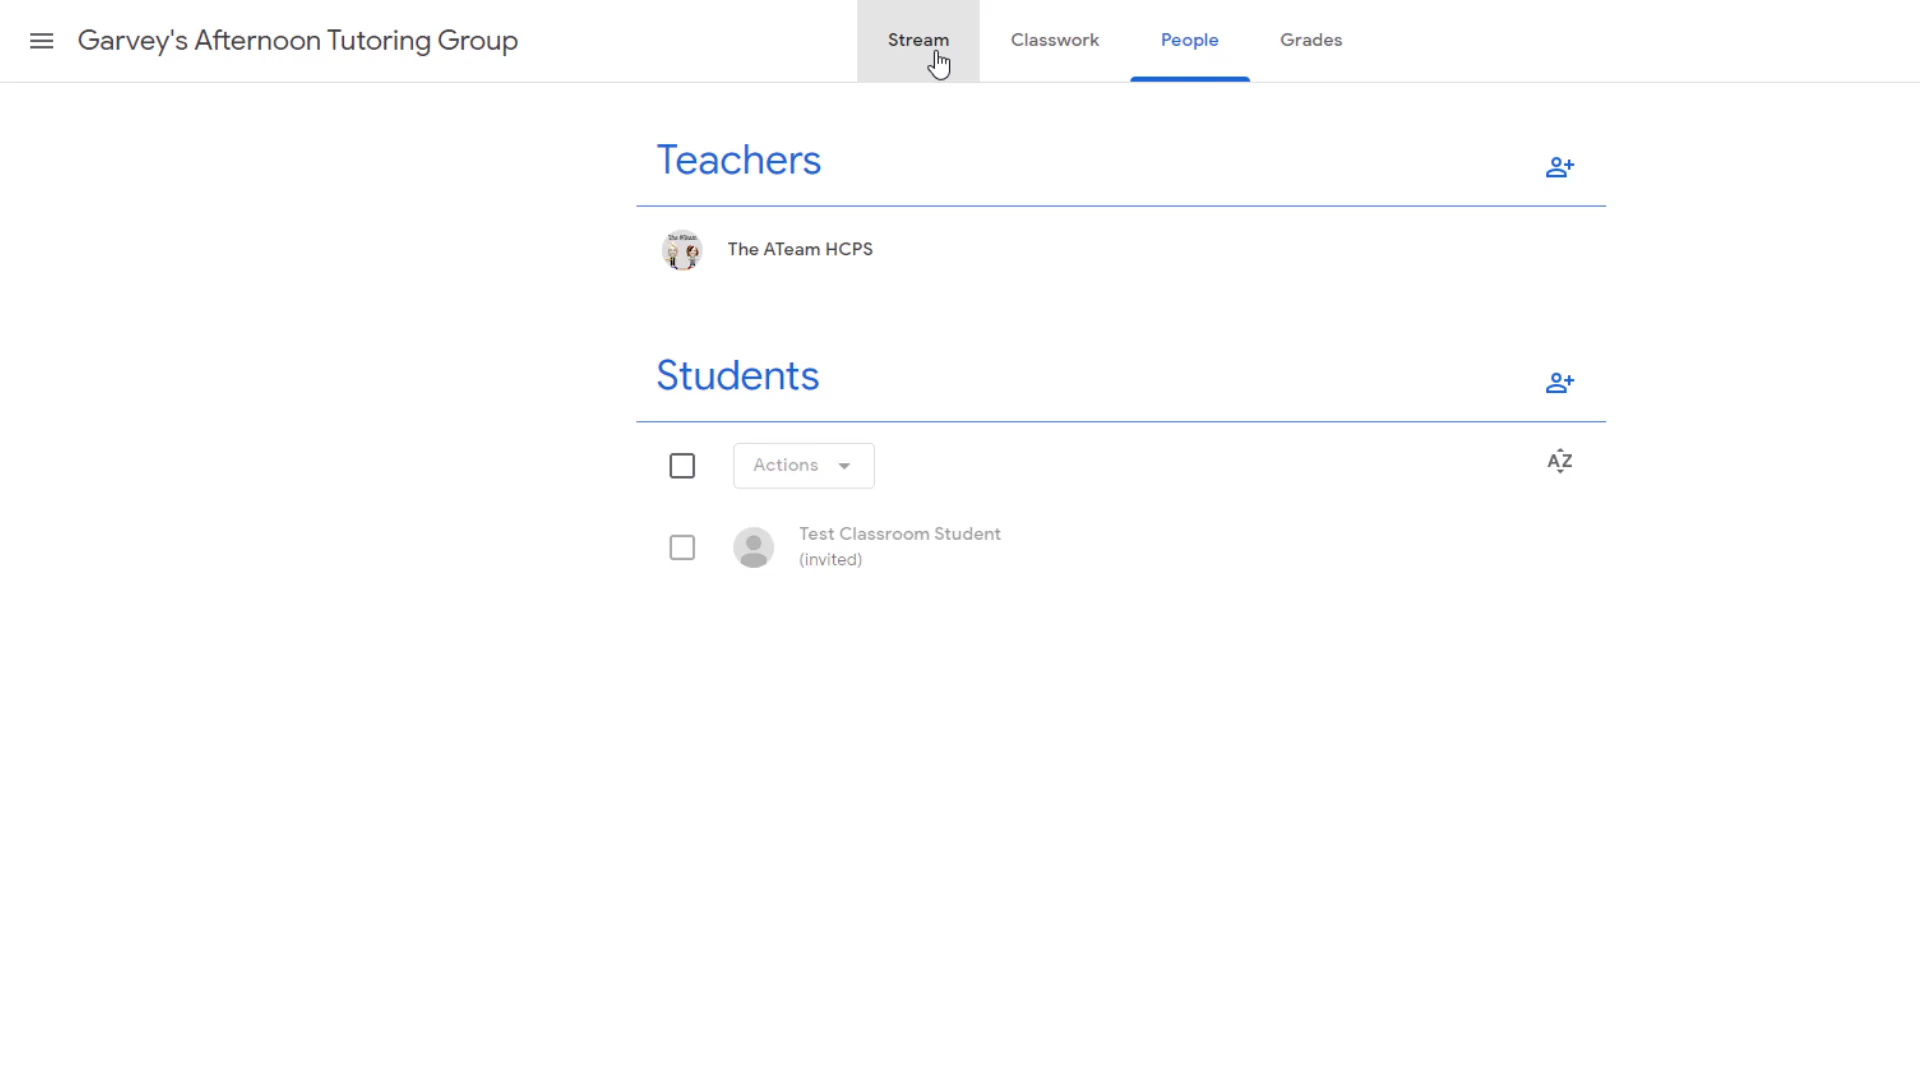 Garvey's Afternoon Tutoring Group
Stream
Classwork
People
Grades
Teachers
The ATeam HCPS
Students
Actions
AZ
Test Classroom Student
(invited)